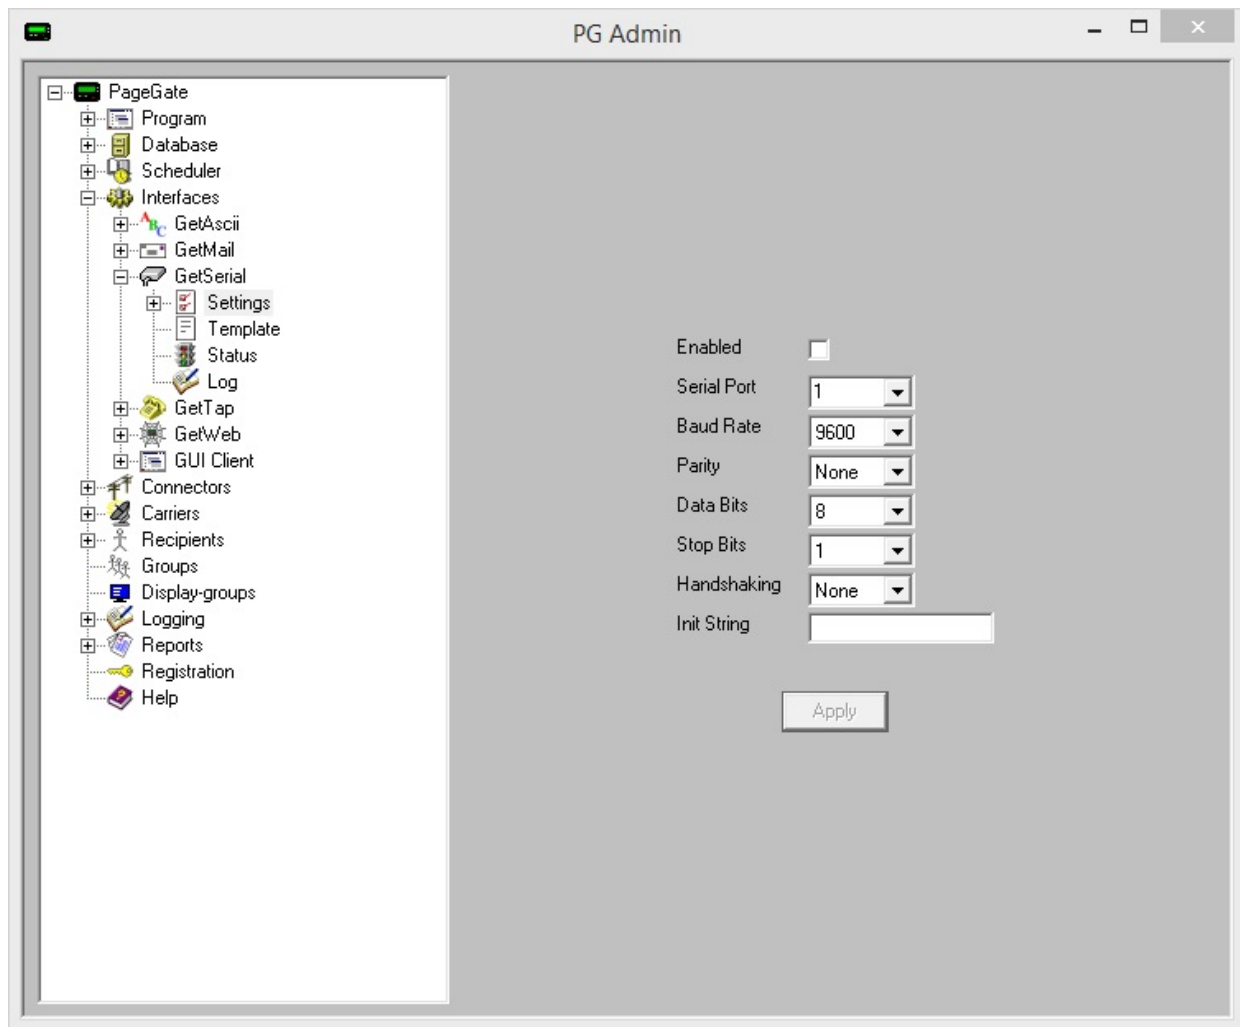 PG Admin
PageGate
Program
Database
Scheduler
Interfaces
GetAscii
GetMail
GetSerial
Settings
Template
Status
Log
GetTap
GetWeb
GUI Client
Connectors
Carriers
Recipients
Groups
Display-groups
Logging
Reports
Registration
Help
Enabled
Serial Port 1
Baud Rate 9600
Parity None
Data Bits 8
Stop Bits 1
Handshaking None
Init String
Apply